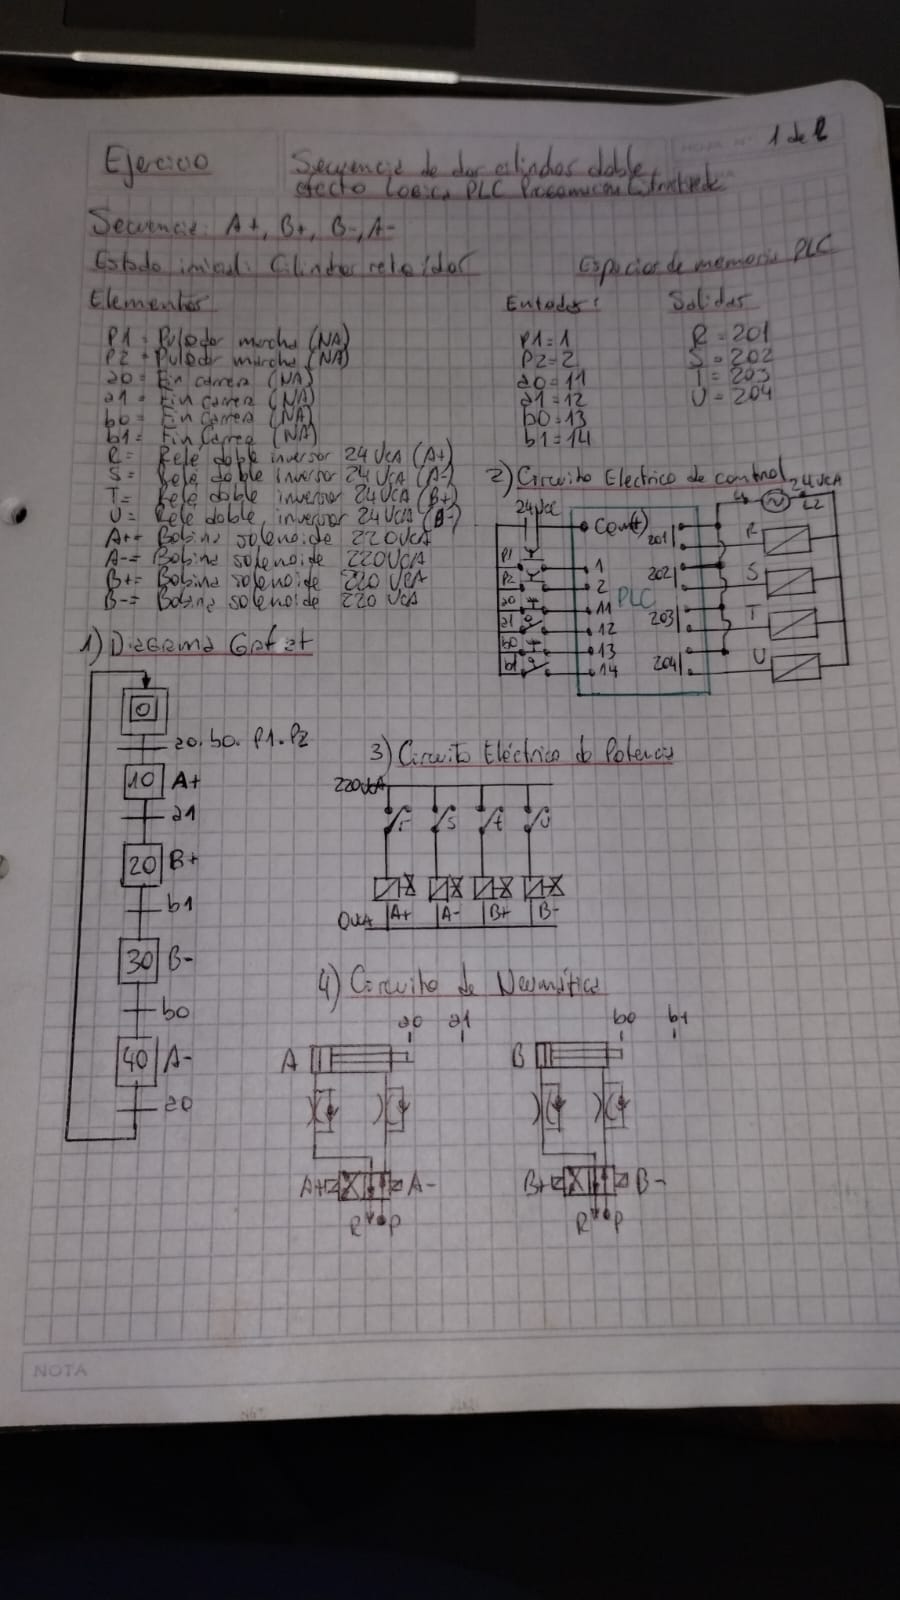 1 de 2
Ejercicio
Secuencia de dos cilindros doble
efecto Logica PLC Programacion Estructurada
Secuencia: A+, B+, B-, A-
Estado inicial: Cilindros retraídos
Espacios de memoria PLC
Elementos
Entradas:
Salidas
P1 = Pulsador marcha (NA)
P2 = Pulsador marcha (NA)
a0 = Fin carrera (NA)
a1 = Fin Carrera (NA)
b0 = Fin Carrera (NA)
b1 = Fin Carrera (NA)
R = Relé doble inversor 24 Vca (A+)
S = Relé doble inversor 24 Vca (A-)
T = Relé doble inversor 24 Vca (B+)
U = Relé doble inversor 24 Vca (B-)
A+ = Bobina solenoide 220Vca
A- = Bobina solenoide 220Vca
B+ = Bobina solenoide 220 Vca
B- = Bobina solenoide 220 Vca
P1=1
P2=2
a0=11
a1=12
b0=13
b1=14
R = 201
S = 202
T = 203
U = 204
2) Circuito Electrico de control
24 Vcc
24 VCA
L2
Com(+)
P1
P2
a0
a1
b0
b1
1
2
11
12
13
14
PLC
201
202
203
204
R
S
T
U
1) Diagrama Grafcet
0
a0. b0. P1. P2
10 A+
a1
20 B+
b1
30 B-
b0
40 A-
a0
3) Circuito Eléctrico de Potencia
220VcA
r
s
t
u
0VcA
A+
A-
B+
B-
4) Circuito de Neumática
a0 a1
b0 b1
A
B
A+
A-
B+
B-
R P
R P
NOTA